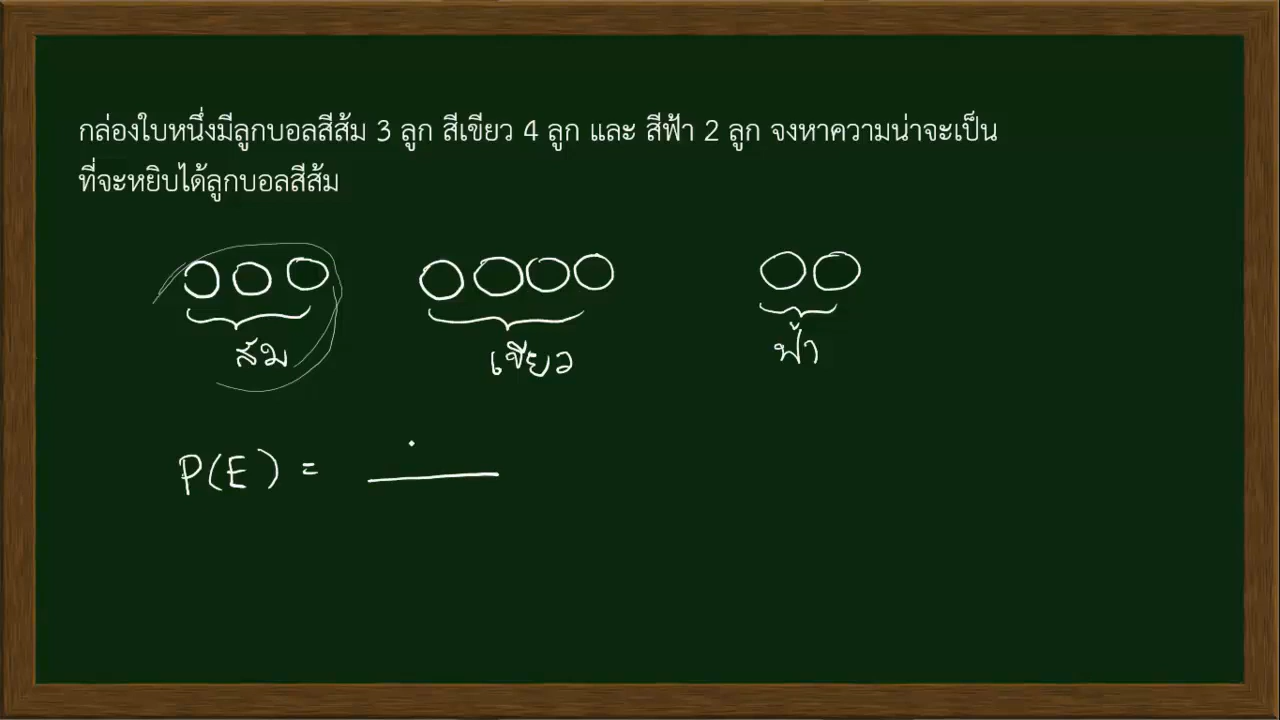 กล่องใบหนึ่งมีลูกบอลสีส้ม 3 ลูก สีเขียว 4 ลูก และ สีฟ้า 2 ลูก จงหาความน่าจะเป็น
ที่จะหยิบได้ลูกบอลสีส้ม
ส้ม เขียว ฟ้า
P(E) =